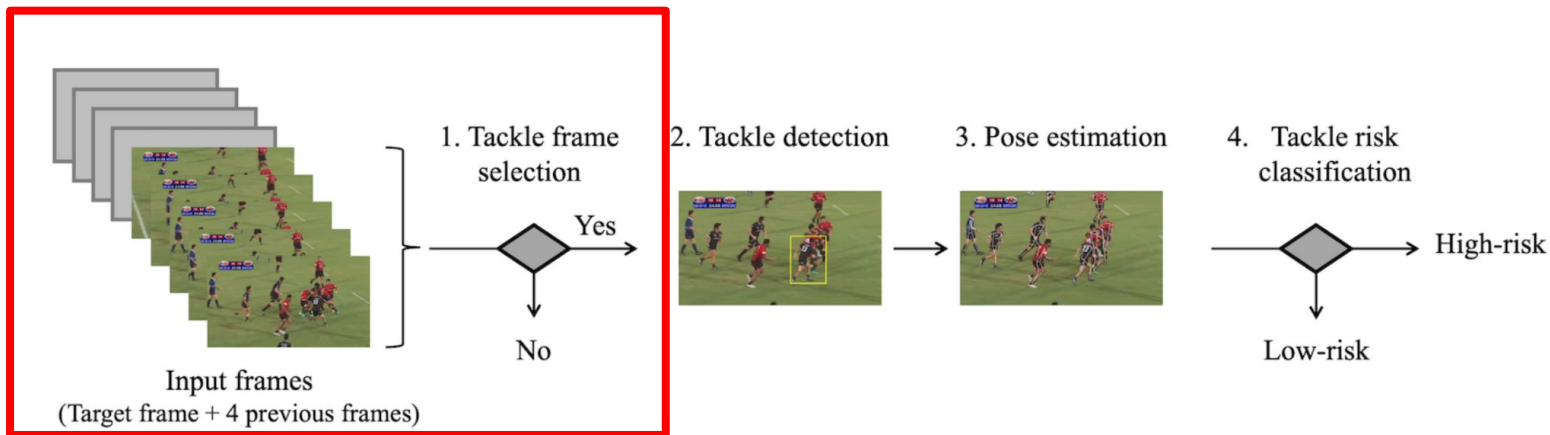 1. Tackle frame
selection
Yes
No
Input frames
(Target frame + 4 previous frames)
2. Tackle detection
3. Pose estimation
4. Tackle risk
classification
High-risk
Low-risk